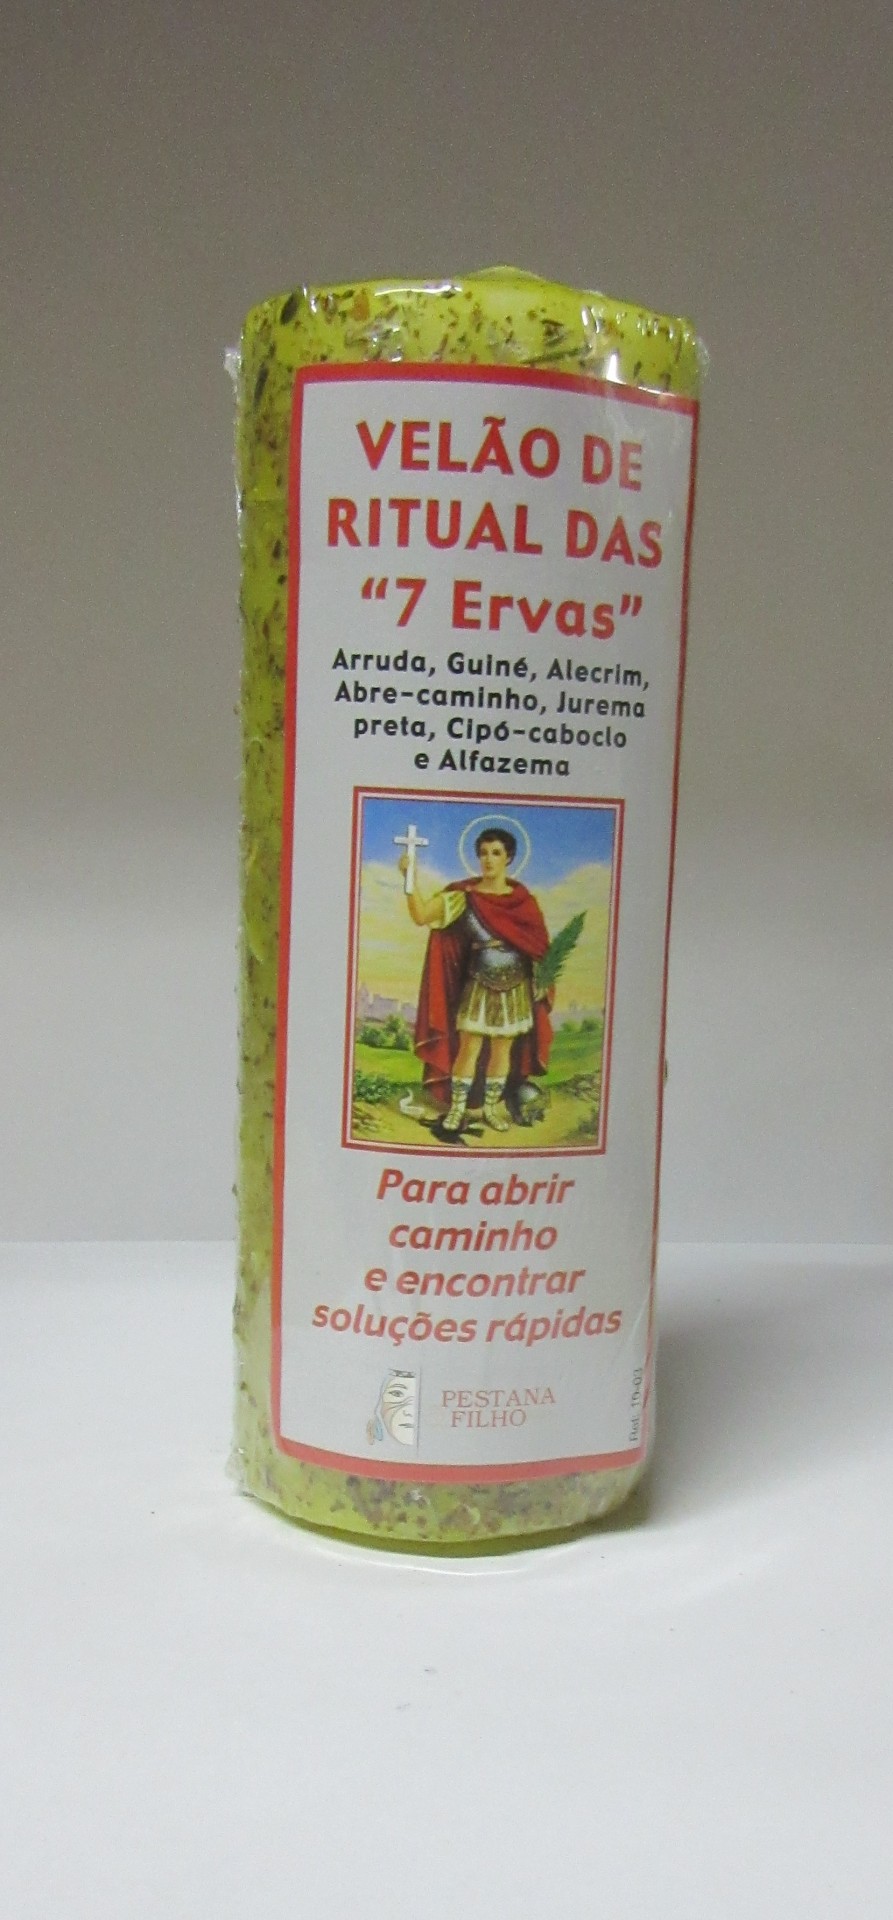 VELÃO DE
RITUAL DAS
“7 Ervas”
Arruda, Guiné, Alecrim,
Abre-caminho, Jurema
preta, Cipó-caboclo
e Alfazema
Para abrir
caminho
e encontrar
soluções rápidas
PESTANA
FILHO
Ref: